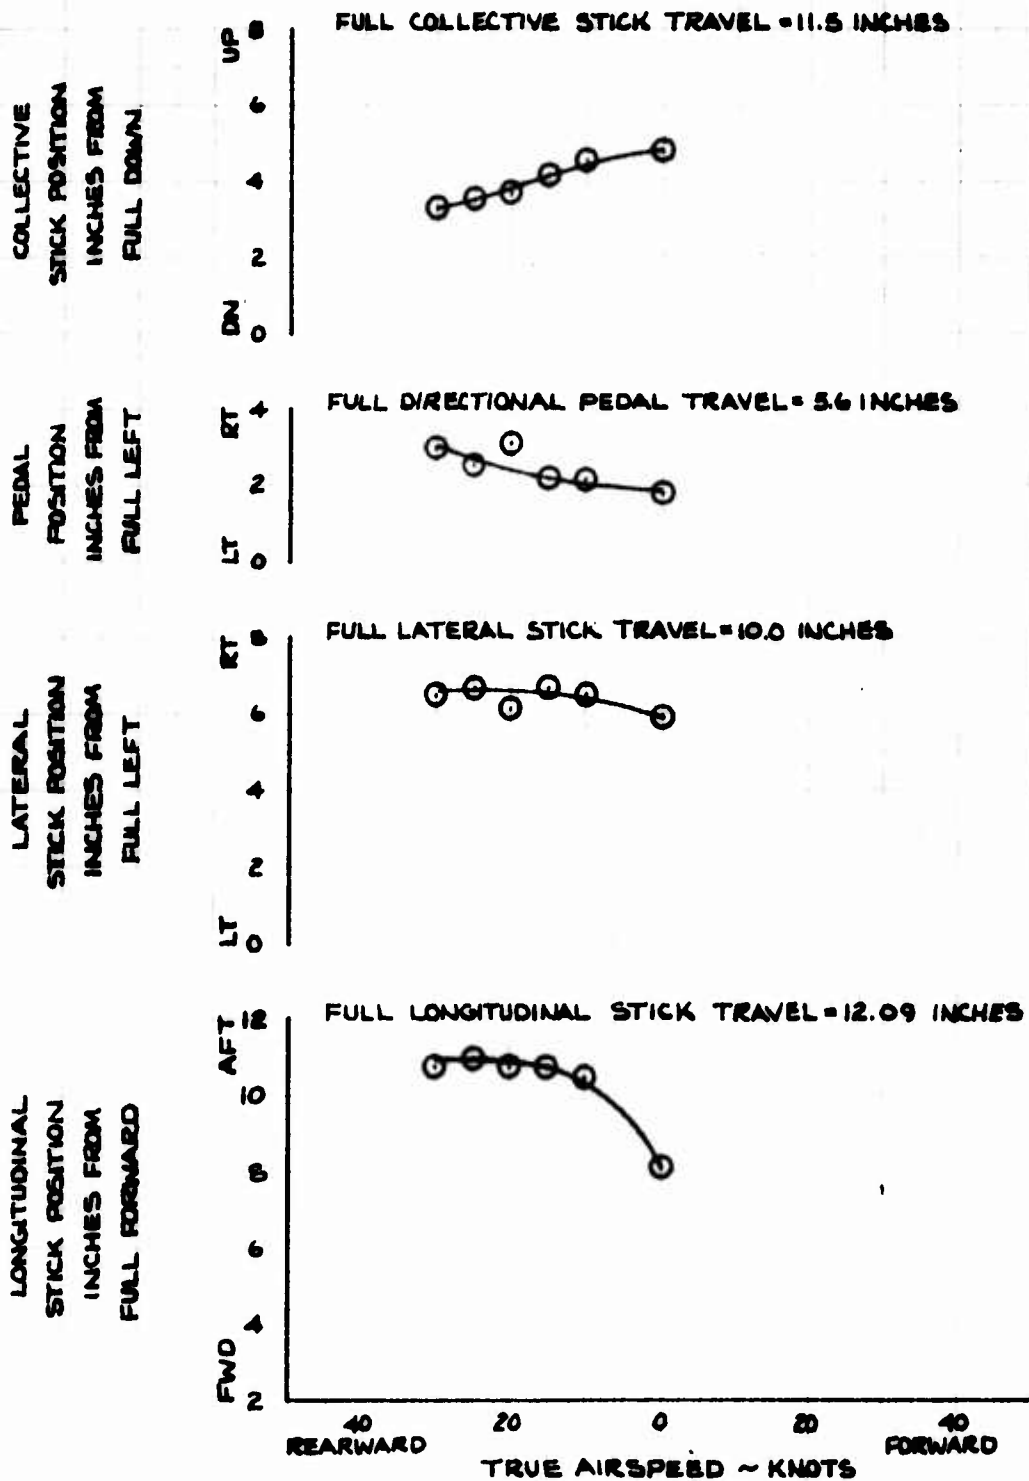 FULL COLLECTIVE STICK TRAVEL = 11.5 INCHES
COLLECTIVE
STICK POSITION
INCHES FROM
FULL DOWN
UP 8
6
4
2
DN 0
FULL DIRECTIONAL PEDAL TRAVEL = 5.6 INCHES
PEDAL
POSITION
INCHES FROM
FULL LEFT
RT 4
2
LT 0
FULL LATERAL STICK TRAVEL = 10.0 INCHES
LATERAL
STICK POSITION
INCHES FROM
FULL LEFT
RT 8
6
4
2
LT 0
FULL LONGITUDINAL STICK TRAVEL = 12.09 INCHES
LONGITUDINAL
STICK POSITION
INCHES FROM
FULL FORWARD
AFT 12
10
8
6
4
FWD 2
40 20 0 20 40
REARWARD FORWARD
TRUE AIRSPEED ~ KNOTS